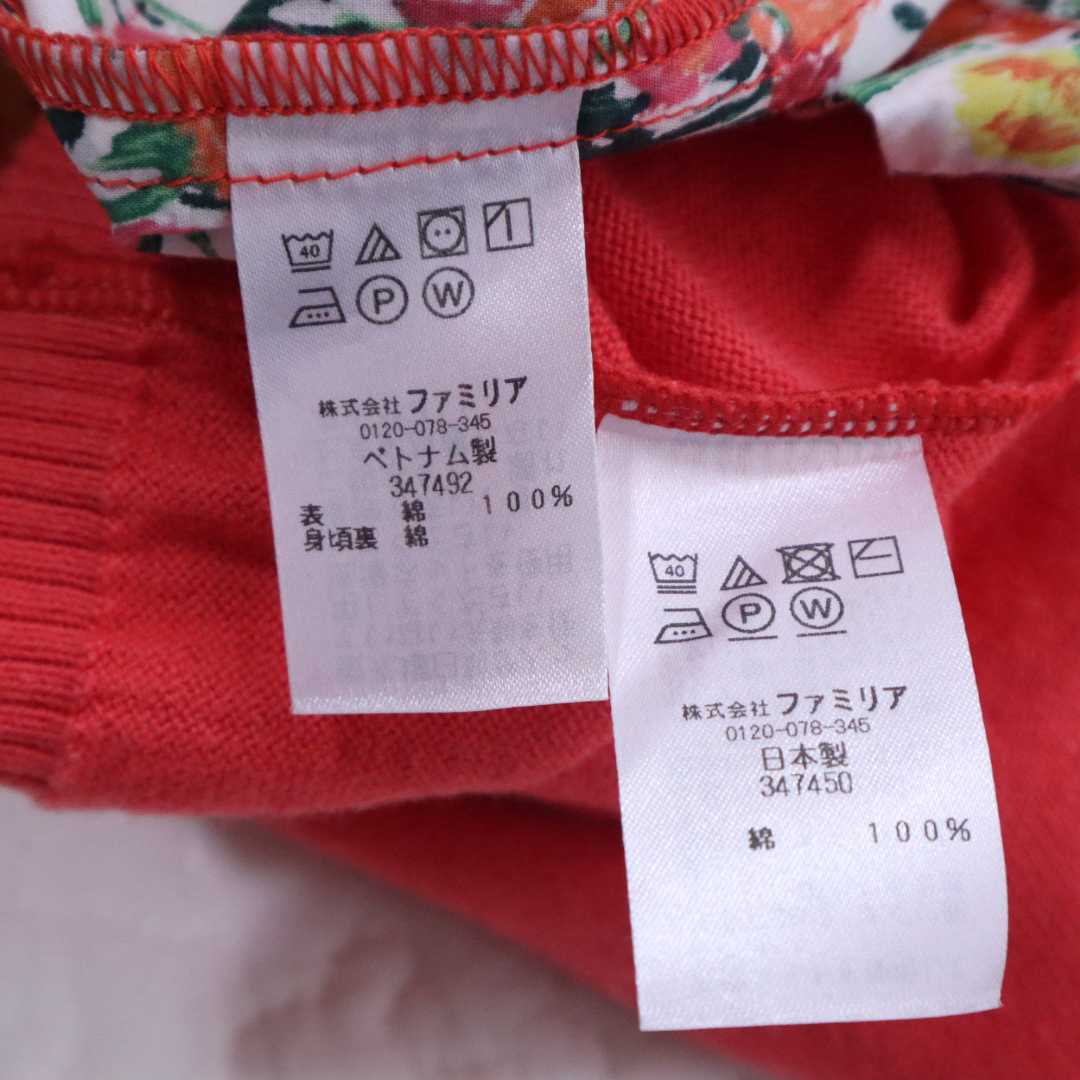 40
P W
株式会社 ファミリア
0120-078-345
ベトナム製
347492
表 綿 100%
身頃裏 綿
40
P W
株式会社 ファミリア
0120-078-345
日本製
347450
綿 100%